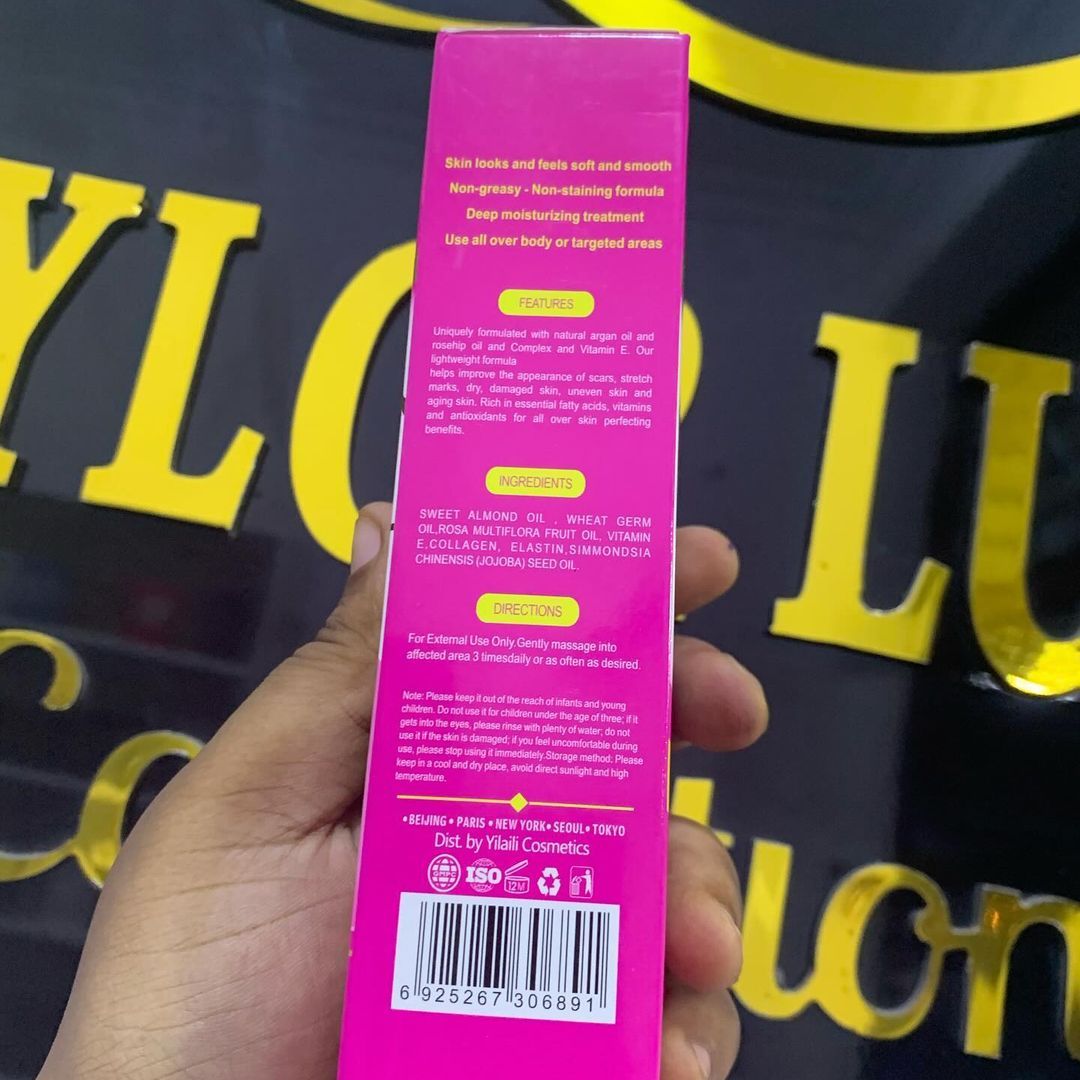 Skin looks and feels soft and smooth
Non-greasy - Non-staining formula
Deep moisturizing treatment
Use all over body or targeted areas
FEATURES
Uniquely formulated with natural argan oil and
rosehip oil and Complex and Vitamin E. Our
lightweight formula
helps improve the appearance of scars, stretch
marks, dry, damaged skin, uneven skin and
aging skin. Rich in essential fatty acids, vitamins
and antioxidants for all over skin perfecting
benefits.
INGREDIENTS
SWEET ALMOND OIL , WHEAT GERM
OIL,ROSA MULTIFLORA FRUIT OIL, VITAMIN
E,COLLAGEN, ELASTIN,SIMMONDSIA
CHINENSIS (JOJOBA) SEED OIL.
DIRECTIONS
For External Use Only.Gently massage into
affected area 3 timesdaily or as often as desired.
Note: Please keep it out of the reach of infants and young
children. Do not use it for children under the age of three; if it
gets into the eyes, please rinse with plenty of water; do not
use it if the skin is damaged; if you feel uncomfortable during
use, please stop using it immediately.Storage method: Please
keep in a cool and dry place, avoid direct sunlight and high
temperature.
•BEIJING • PARIS • NEW YORK• SEOUL• TOKYO
Dist. by Yilaili Cosmetics
GMPC ISO 12M
6 925267 306891